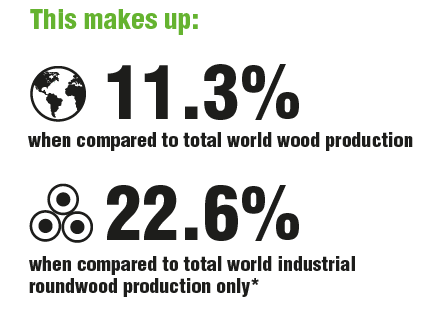 This makes up:
11.3%
when compared to total world wood production
22.6%
when compared to total world industrial
roundwood production only*